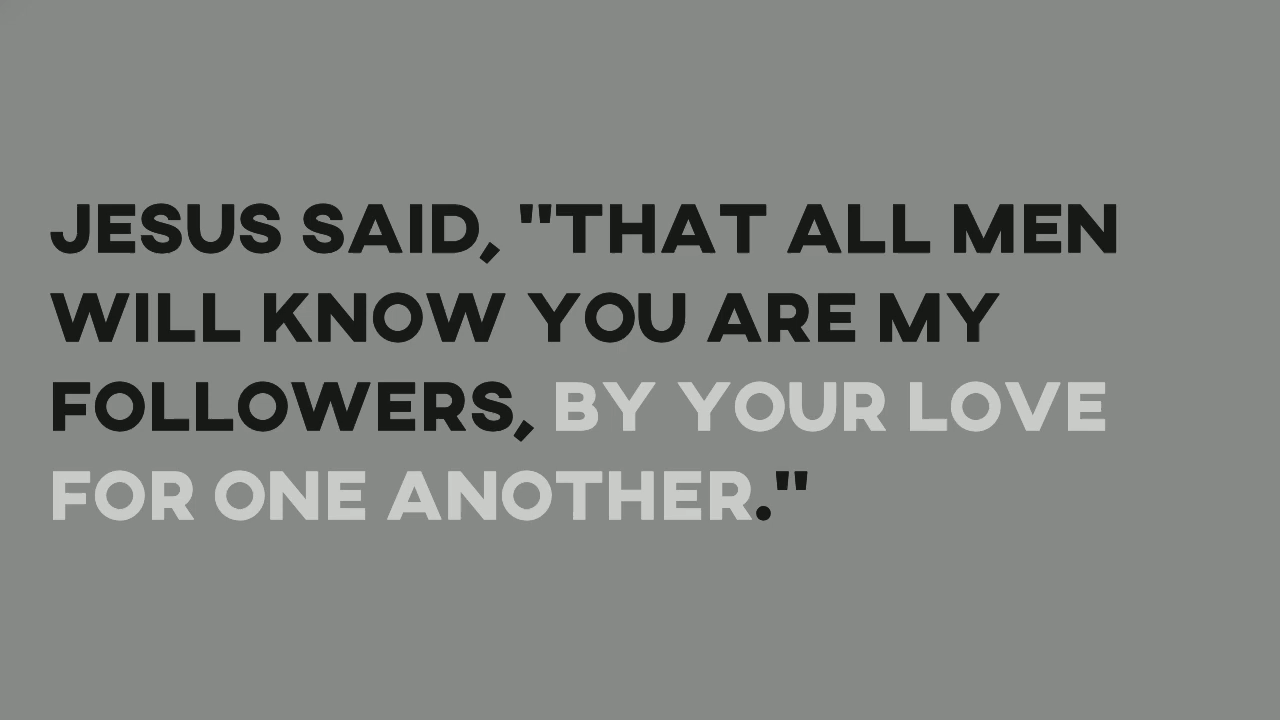 JESUS SAID, "THAT ALL MEN
WILL KNOW YOU ARE MY
FOLLOWERS, BY YOUR LOVE
FOR ONE ANOTHER."